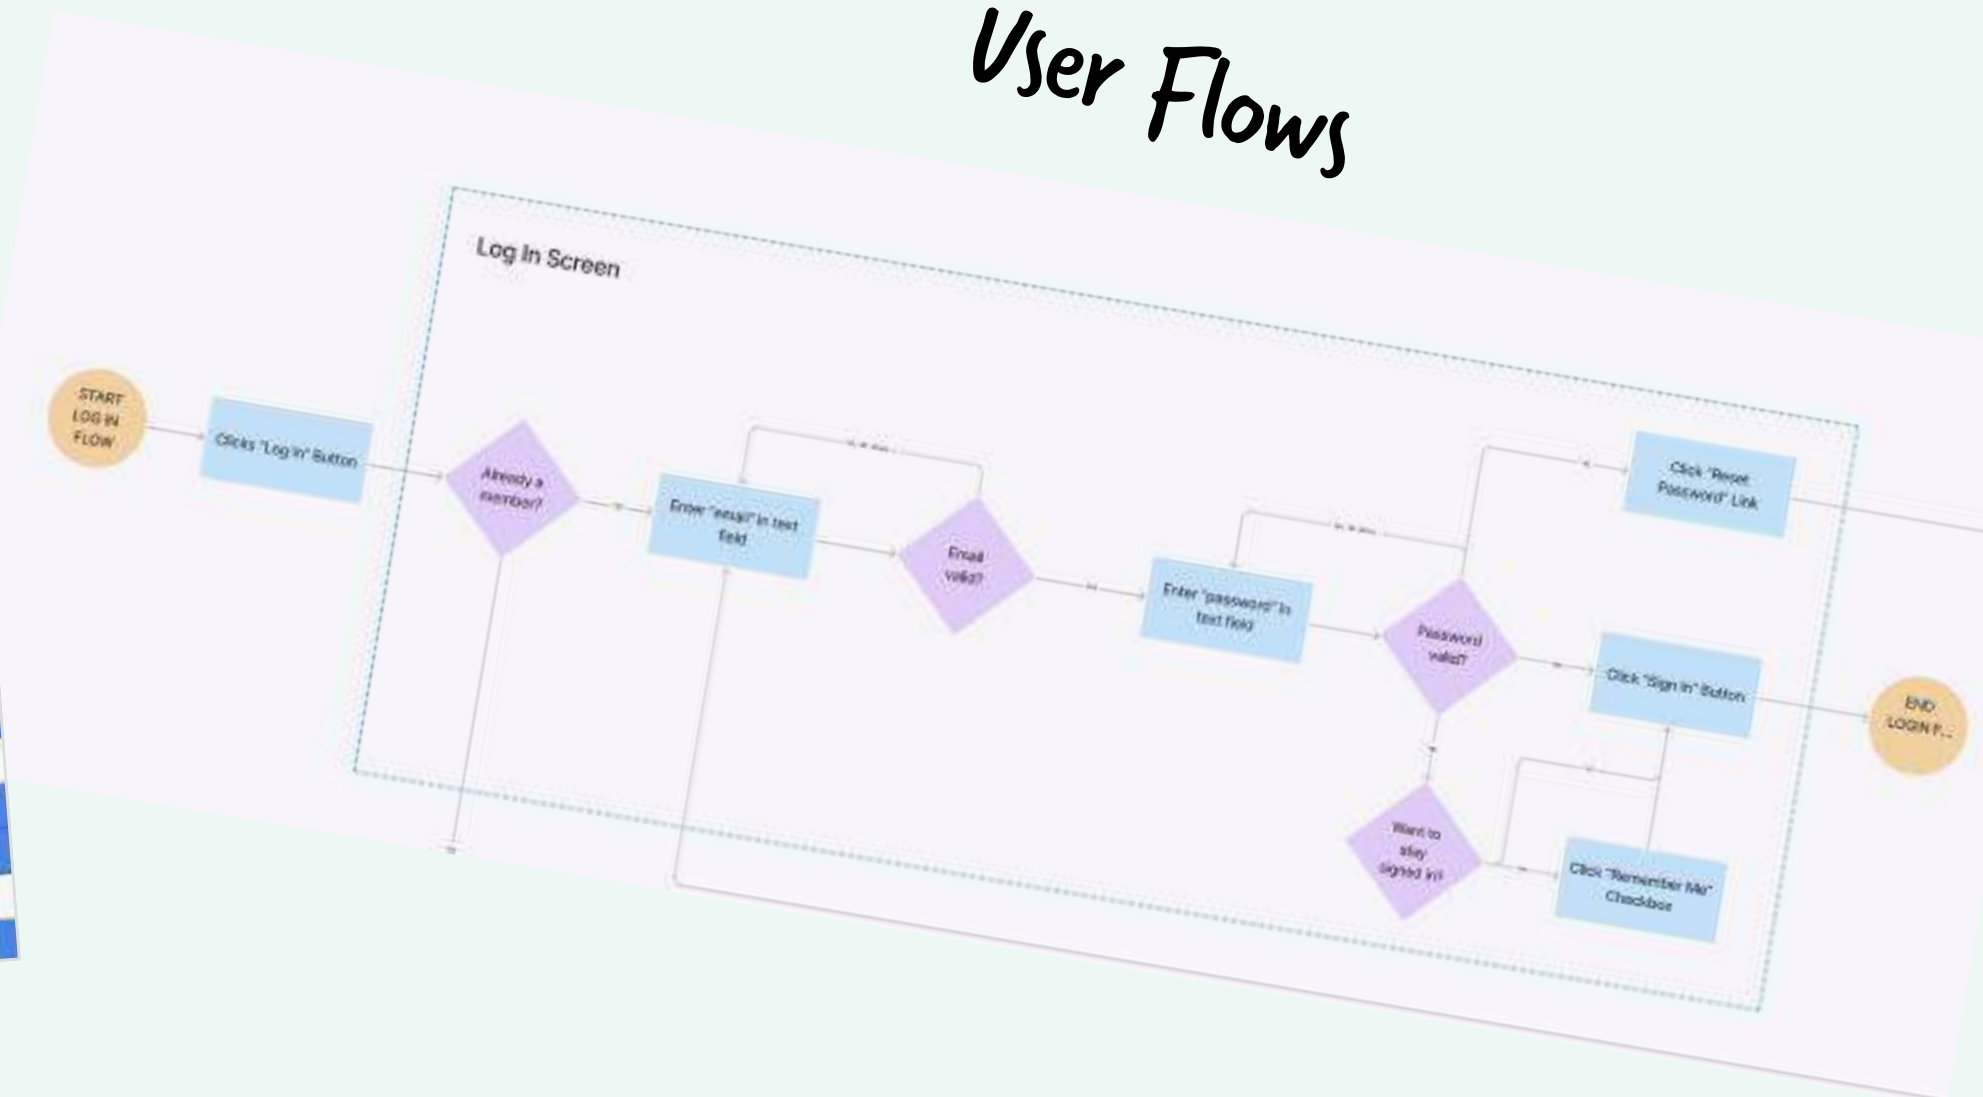 User Flows
Log In Screen
START
LOG IN
FLOW
Clicks "Log In" Button
Already a
member?
Enter "email" in text
field
Email
valid?
Enter "password" in
text field
Password
valid?
Click "Reset
Password" Link
Click "Sign In" Button
END
LOGIN F...
Want to
stay
signed in?
Click "Remember Me"
Checkbox